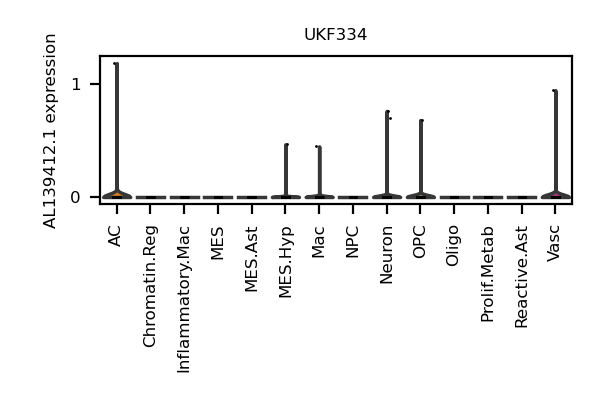 UKF334
AL139412.1 expression
1
0
AC
Chromatin.Reg
Inflammatory.Mac
MES
MES.Ast
MES.Hyp
Mac
NPC
Neuron
OPC
Oligo
Prolif.Metab
Reactive.Ast
Vasc